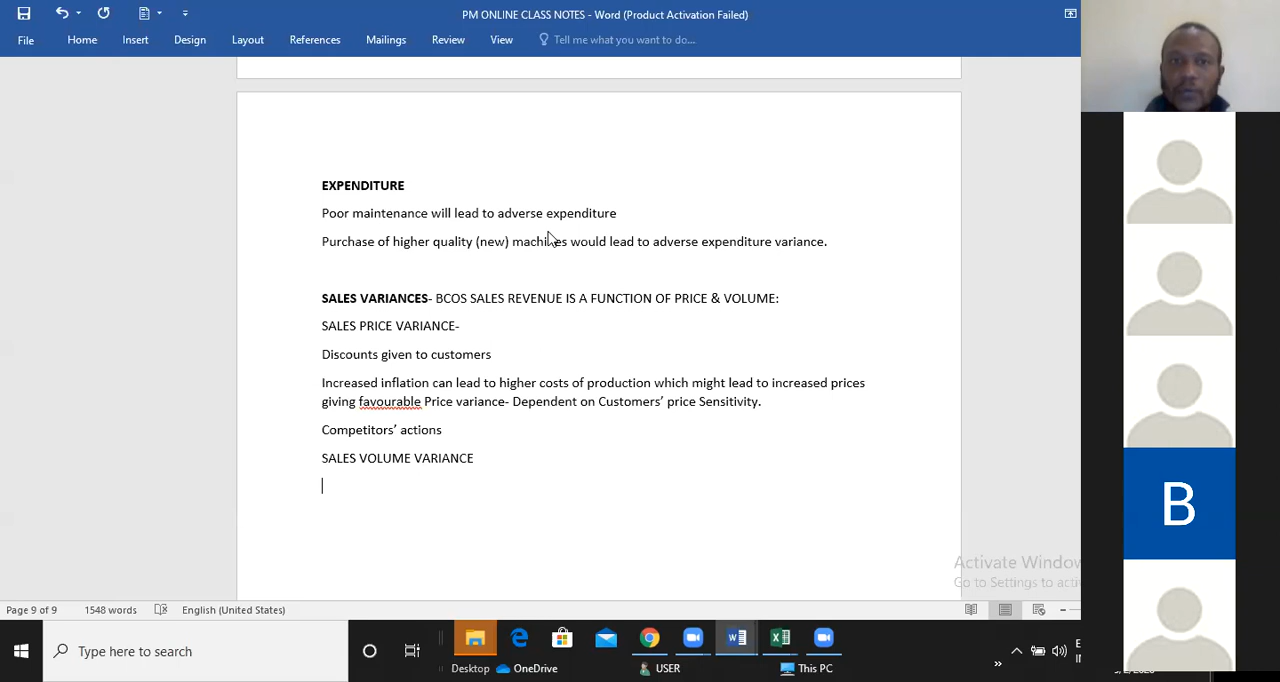 PM ONLINE CLASS NOTES - Word (Product Activation Failed)
File Home Insert Design Layout References Mailings Review View Tell me what you want to do...
EXPENDITURE
Poor maintenance will lead to adverse expenditure
Purchase of higher quality (new) machines would lead to adverse expenditure variance.
SALES VARIANCES- BCOS SALES REVENUE IS A FUNCTION OF PRICE & VOLUME:
SALES PRICE VARIANCE-
Discounts given to customers
Increased inflation can lead to higher costs of production which might lead to increased prices
giving favourable Price variance- Dependent on Customers’ price Sensitivity.
Competitors’ actions
SALES VOLUME VARIANCE
B
Activate Window
Go to Settings to
Page 9 of 9 1548 words English (United States)
Type here to search
Desktop OneDrive USER This PC